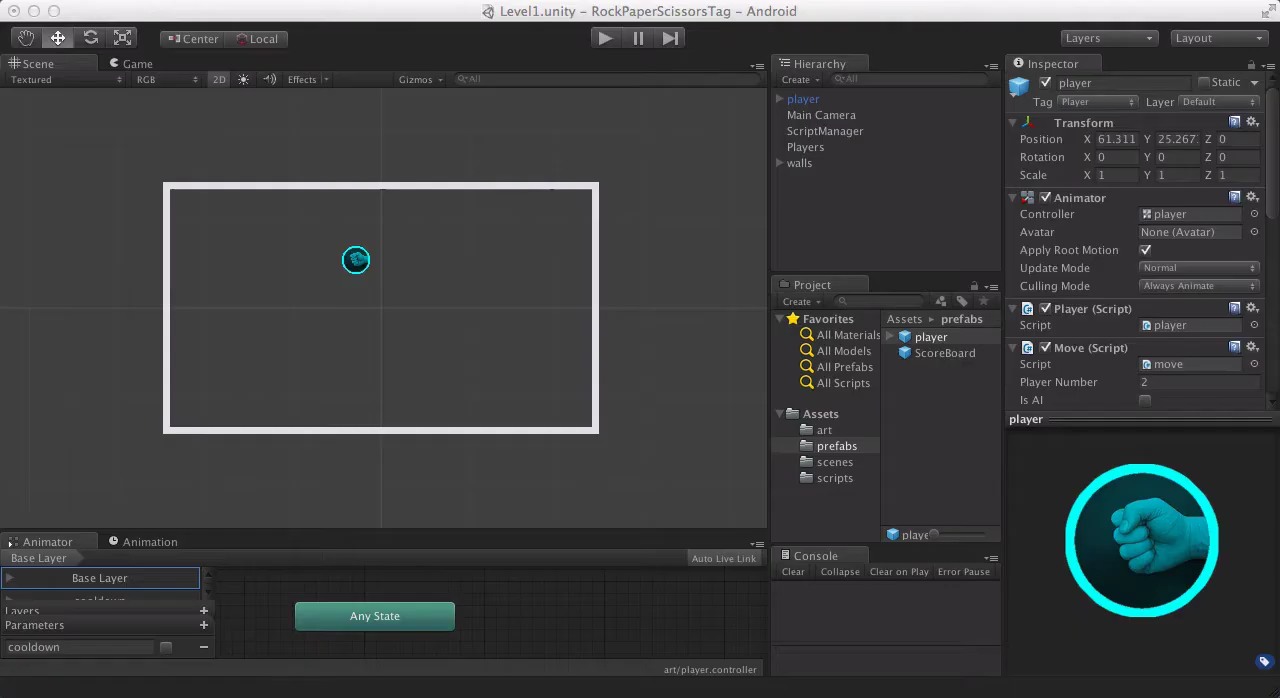 Level1.unity - RockPaperScissorsTag - Android
Center Local Layers Layout
Scene Game
Textured RGB 2D Effects Gizmos All
Hierarchy
Create All
player
Main Camera
ScriptManager
Players
walls
Project
Create
Favorites
All Materials
All Models
All Prefabs
All Scripts
Assets
art
prefabs
scenes
scripts
Assets prefabs
player
ScoreBoard
playe
Console
Clear Collapse Clear on Play Error Pause
Inspector
player Static
Tag Player Layer Default
Transform
Position X 61.311 Y 25.267 Z 0
Rotation X 0 Y 0 Z 0
Scale X 1 Y 1 Z 1
Animator
Controller player
Avatar None (Avatar)
Apply Root Motion
Update Mode Normal
Culling Mode Always Animate
Player (Script)
Script player
Move (Script)
Script move
Player Number 2
Is AI
player
Animator Animation
Base Layer Auto Live Link
Base Layer
Layers +
Parameters +
cooldown
Any State
art/player.controller